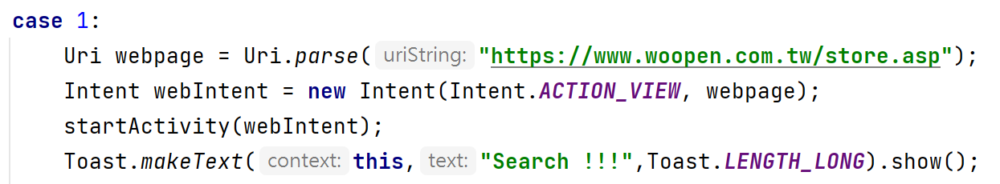 case 1:
Uri webpage = Uri.parse( uriString: "https://www.woopen.com.tw/store.asp");
Intent webIntent = new Intent(Intent.ACTION_VIEW, webpage);
startActivity(webIntent);
Toast.makeText( context: this, text: "Search !!!",Toast.LENGTH_LONG).show();